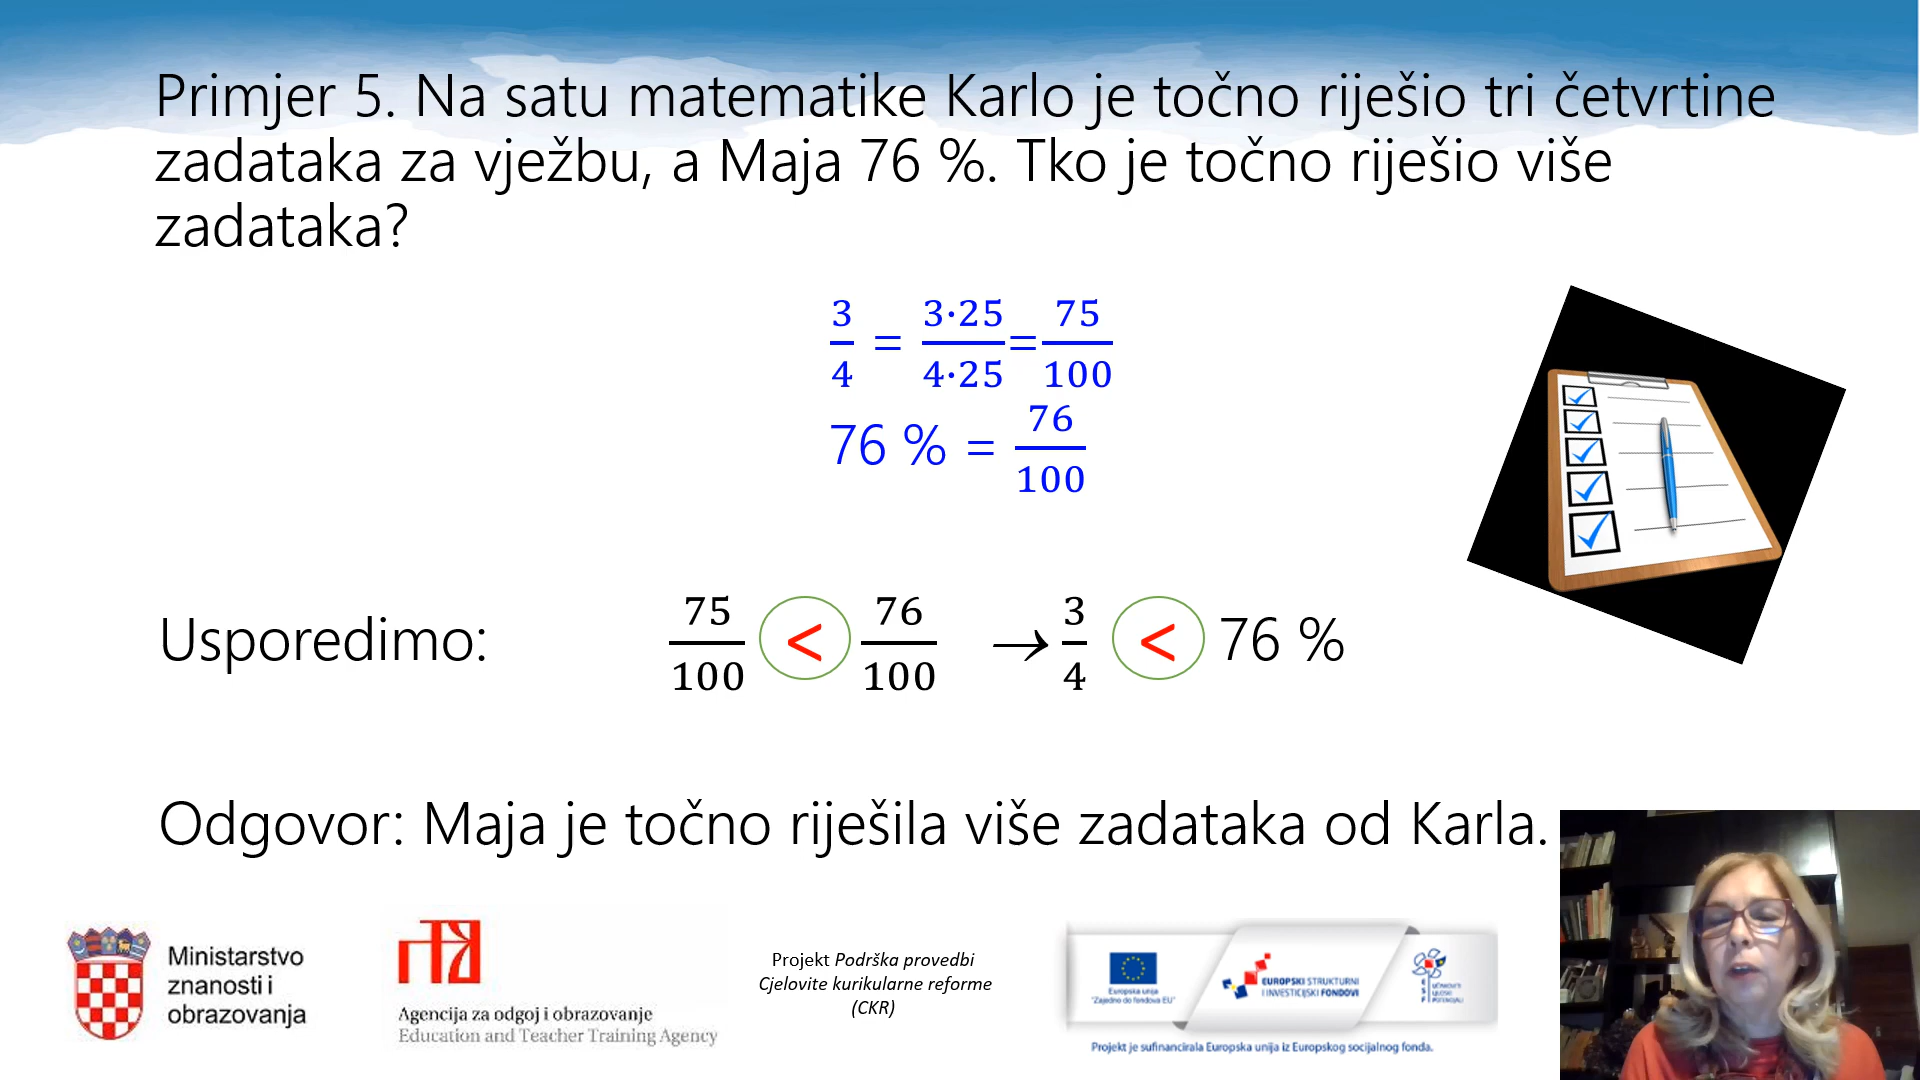 Primjer 5. Na satu matematike Karlo je točno riješio tri četvrtine
zadataka za vježbu, a Maja 76 %. Tko je točno riješio više
zadataka?
3/4 = 3·25/4·25 = 75/100
76 % = 76/100
Usporedimo: 75/100 < 76/100 → 3/4 < 76 %
Odgovor: Maja je točno riješila više zadataka od Karla.
Ministarstvo
znanosti i
obrazovanja
Agencija za odgoj i obrazovanje
Education and Teacher Training Agency
Projekt Podrška provedbi
Cjelovite kurikularne reforme
(CKR)
Europska unija
"Zajedno do fondova EU"
EUROPSKI STRUKTURNI
I INVESTICIJSKI FONDOVI
Projekt je sufinancirala Europska unija iz Europskog socijalnog fonda.